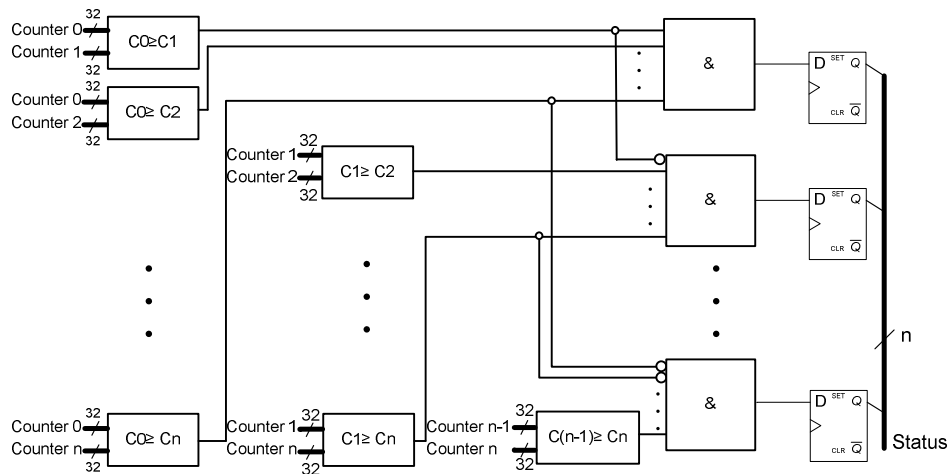 32
Counter 0
C0≥C1
Counter 1
32
&
D SET Q
CLR Q
32
Counter 0
C0≥ C2
Counter 2
32
32
Counter 1
C1≥ C2
Counter 2
32
&
D SET Q
CLR Q
n
32
Counter 0
C0≥ Cn
Counter n
32
32
Counter 1
C1≥ Cn
Counter n
32
32
Counter n-1
C(n-1)≥ Cn
Counter n
32
&
D SET Q
CLR Q
Status